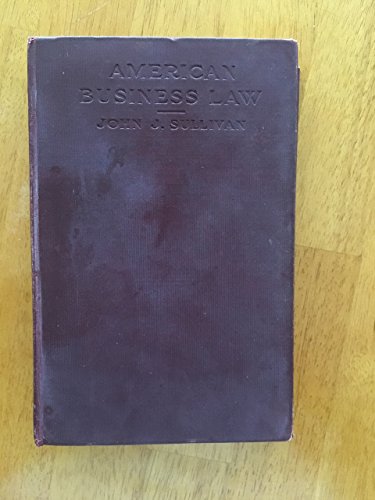 AMERICAN
BUSINESS LAW
JOHN J. SULLIVAN